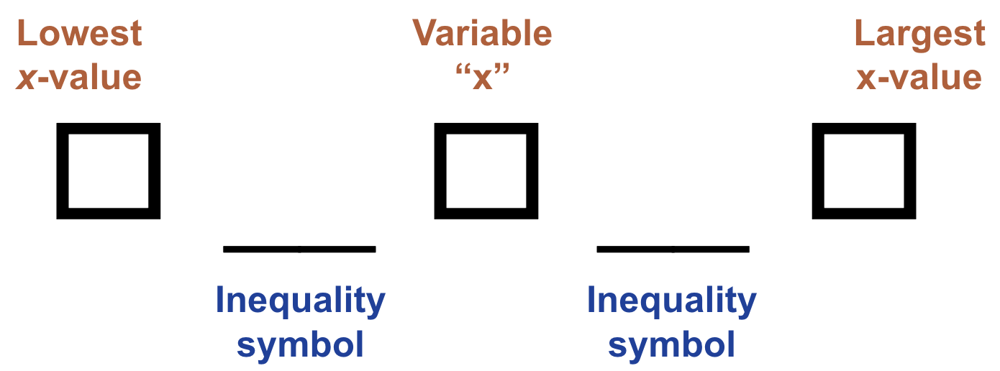 Lowest
x-value
Variable
“x”
Largest
x-value
Inequality
symbol
Inequality
symbol